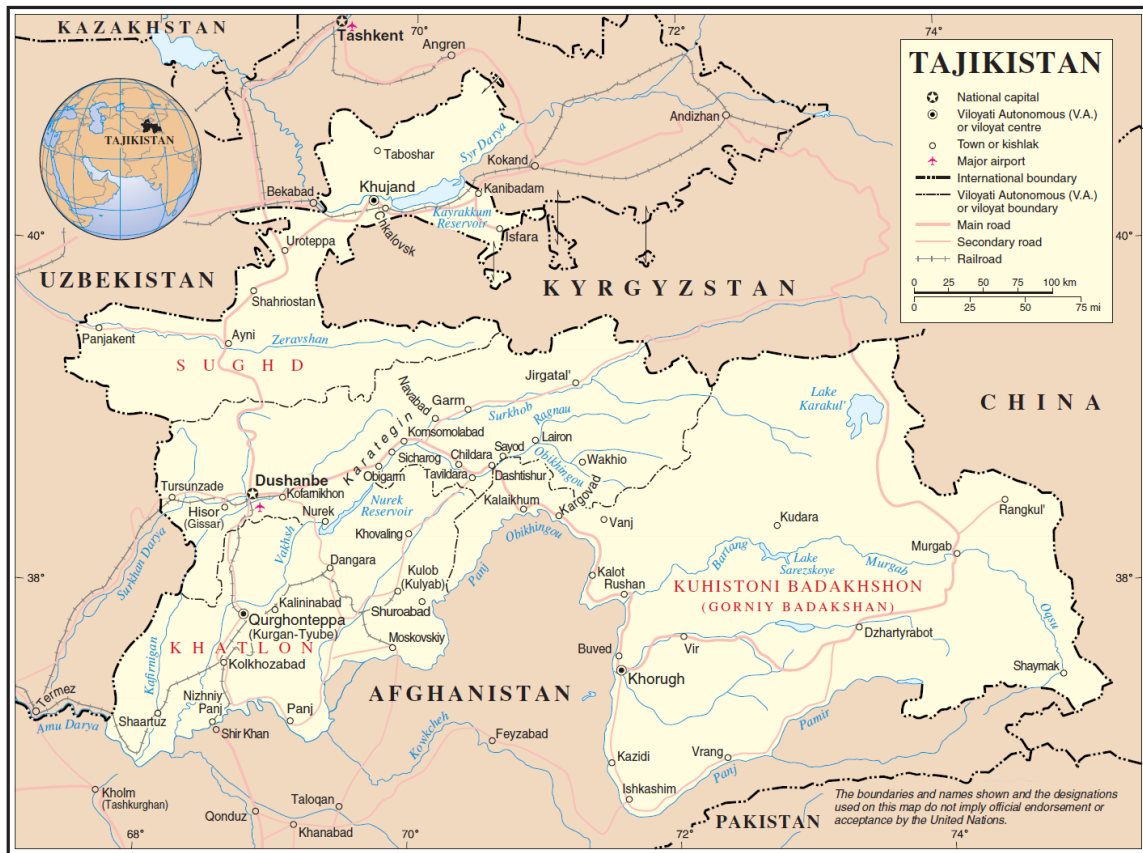 KAZAKHSTAN
70°
72°
74°
Tashkent
Angren
TAJIKISTAN
National capital
Viloyati Autonomous (V.A.)
or viloyat centre
Town or kishlak
Major airport
International boundary
Viloyati Autonomous (V.A.)
or viloyat boundary
Main road
Secondary road
Railroad
0 25 50 75 100 km
0 25 50 75 mi
TAJIKISTAN
Andizhan
Taboshar
Syr Darya
Kokand
Bekabad
Khujand
Kanibadam
Chkalovsk
Kayrakkum
Reservoir
Isfara
40°
40°
Uroteppa
UZBEKISTAN
KYRGYZSTAN
Shahriostan
Panjakent
Ayni
Zeravshan
SUGHD
Jirgatal'
Lake
Karakul'
CHINA
Navabad
Garm
Surkhob
Ragnau
Karategin
Komsomolabad
Sicharog
Childara
Sayod
Lairon
Obikhingou
Wakhio
Obigarm
Tavildara
Dashtishur
Tursunzade
Dushanbe
Kofarnikhon
Hisor
(Gissar)
Nurek
Nurek
Reservoir
Kalaikhum
Kargovad
Vanj
Kudara
Rangkul'
Surkhan Darya
Vakhsh
Khovaling
Obikhingou
Panj
Bartang
Lake
Sarezskoye
Murgab
Murgab
38°
38°
Dangara
Kulob
(Kulyab)
Kalot
Rushan
KUHISTONI BADAKHSHON
(GORNIY BADAKSHAN)
Oqsu
Kalininabad
Shuroabad
Qurghonteppa
(Kurgan-Tyube)
Moskovskiy
Dzhartyrabot
KHATLON
Kolkhozabad
Kafirnigan
Buved
Vir
Shaymak
Khorugh
AFGHANISTAN
Termez
Amu Darya
Nizhniy
Panj
Panj
Shaartuz
Shir Khan
Kowkcheh
Feyzabad
Pamir
Kazidi
Vrang
Panj
Ishkashim
Kholm
(Tashkurghan)
Taloqan
Qonduz
Khanabad
PAKISTAN
The boundaries and names shown and the designations
used on this map do not imply official endorsement or
acceptance by the United Nations.
68°
70°
72°
74°